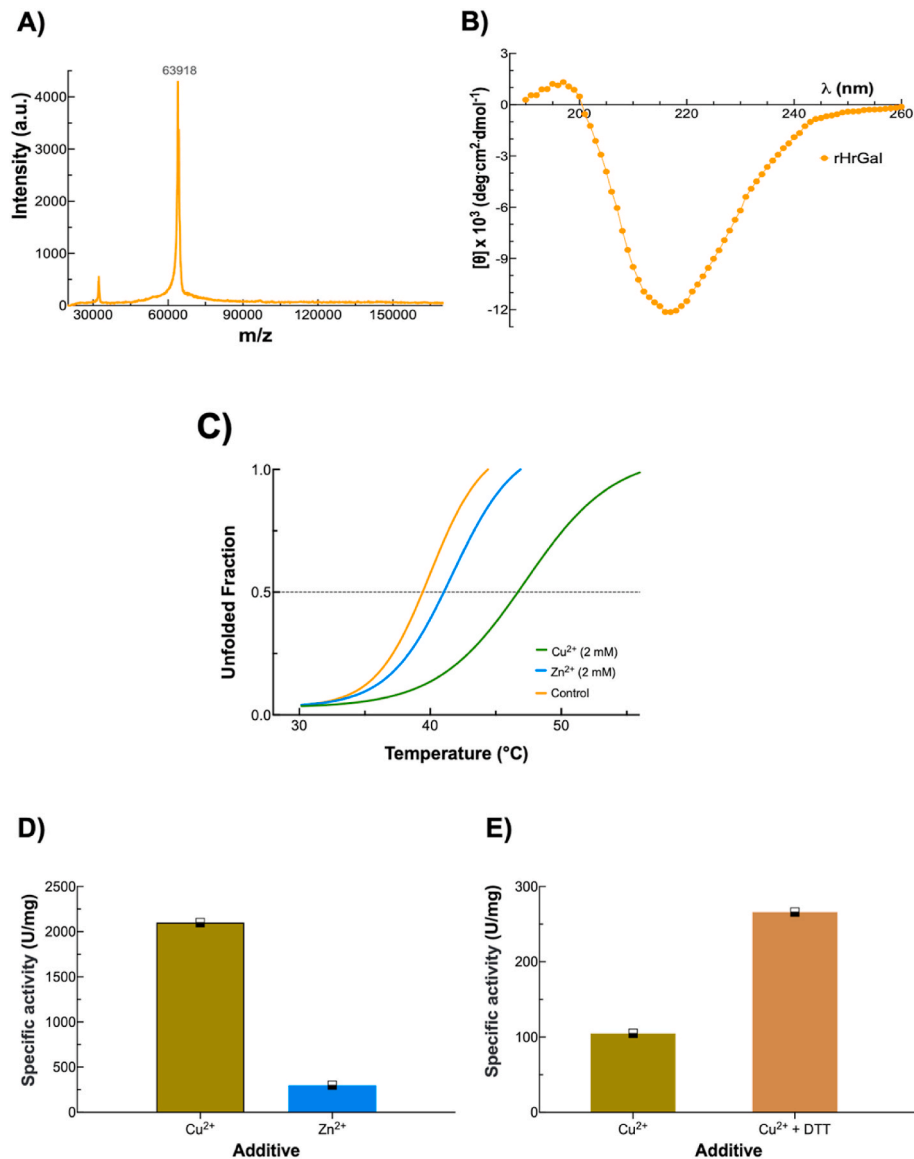 A)
63918
4000
3000
2000
1000
0
Intensity (a.u.)
30000 60000 90000 120000 150000
m/z
B)
3
0
-3
-6
-9
-12
[θ] x 10³ (deg·cm²·dmol⁻¹)
λ (nm)
200 220 240 260
rHrGal
C)
1.0
0.5
0.0
Unfolded Fraction
Cu²⁺ (2 mM)
Zn²⁺ (2 mM)
Control
30 40 50
Temperature (°C)
D)
2500
2000
1500
1000
500
0
Specific activity (U/mg)
Cu²⁺ Zn²⁺
Additive
E)
300
200
100
0
Specific activity (U/mg)
Cu²⁺ Cu²⁺ + DTT
Additive